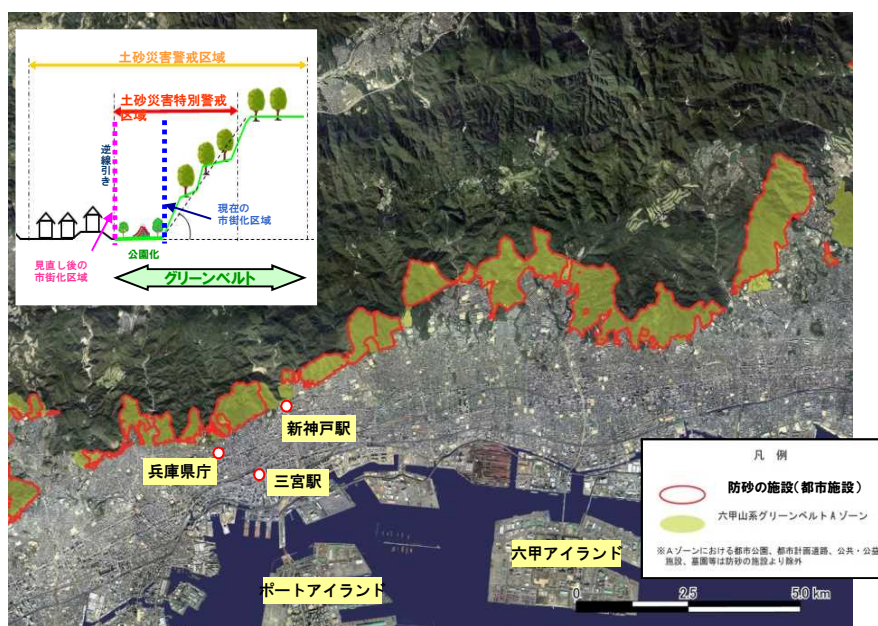 土砂災害警戒区域
土砂災害特別警戒
区域
逆線引き
現在の
市街化区域
見直し後の
市街化区域
公園化
グリーンベルト
新神戸駅
兵庫県庁
三宮駅
六甲アイランド
ポートアイランド
凡 例
防砂の施設(都市施設)
六甲山系グリーンベルトAゾーン
※Aゾーンにおける都市公園、都市計画道路、公共・公益
施設、墓園等は防砂の施設より除外
0 2.5 5.0 km